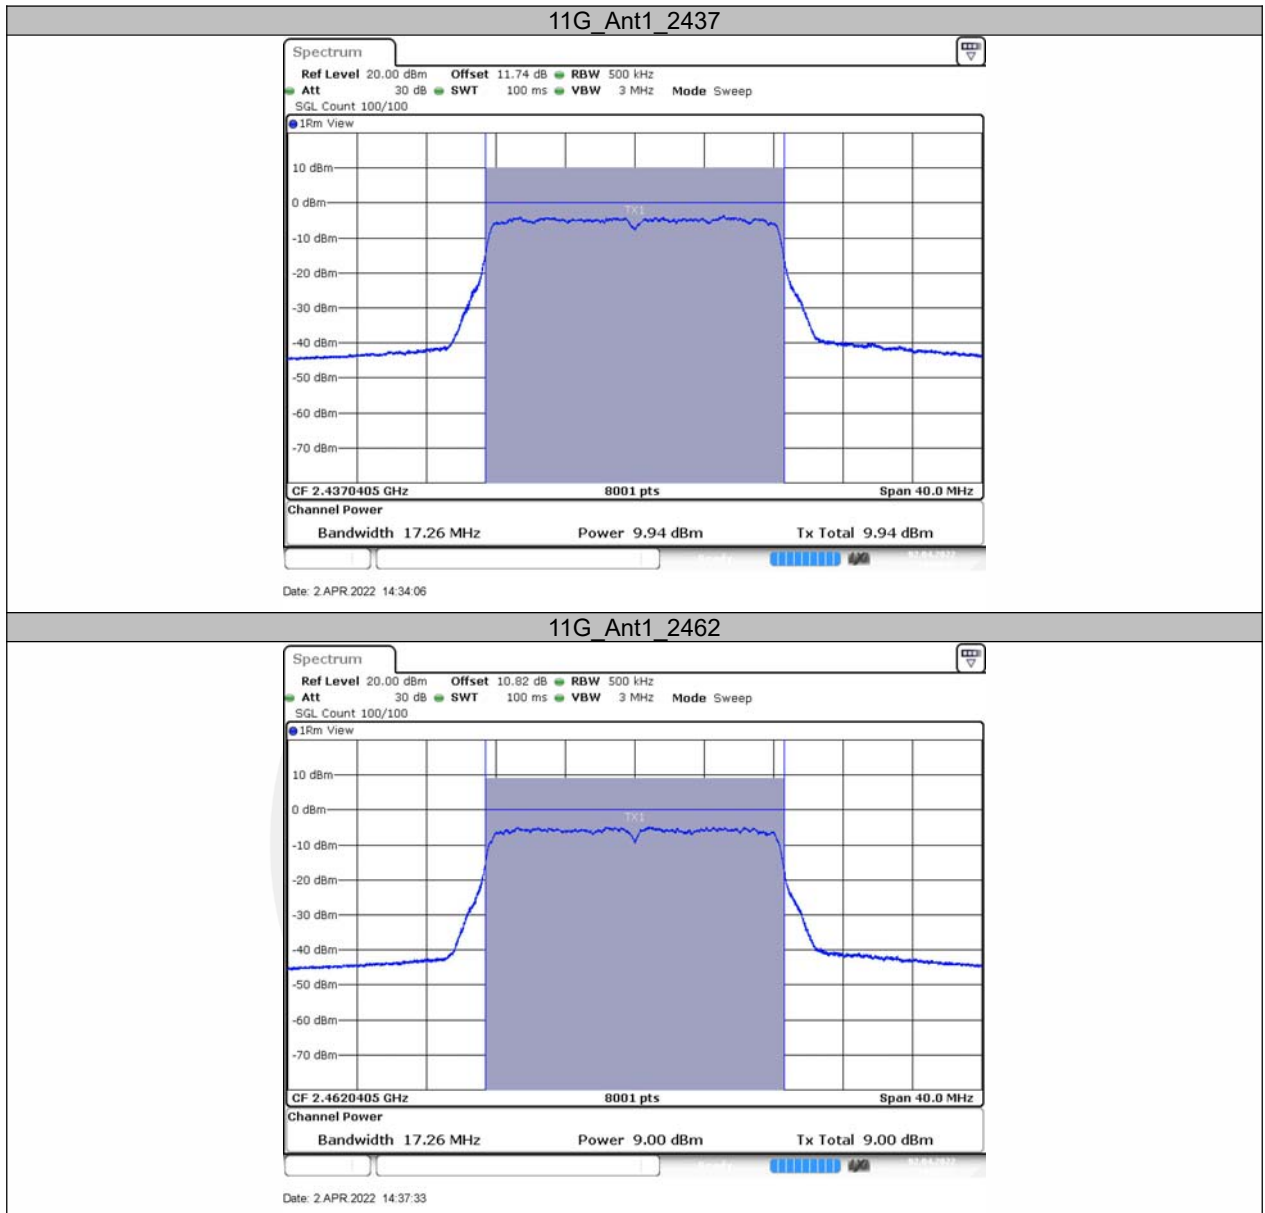 11G_Ant1_2437
Spectrum
Ref Level 20.00 dBm Offset 11.74 dB RBW 500 kHz
Att 30 dB SWT 100 ms VBW 3 MHz Mode Sweep
SGL Count 100/100
1Rm View
10 dBm
0 dBm
TX1
-10 dBm
-20 dBm
-30 dBm
-40 dBm
-50 dBm
-60 dBm
-70 dBm
CF 2.4370405 GHz 8001 pts Span 40.0 MHz
Channel Power
Bandwidth 17.26 MHz Power 9.94 dBm Tx Total 9.94 dBm
Date: 2.APR.2022 14:34:06
11G_Ant1_2462
Spectrum
Ref Level 20.00 dBm Offset 10.82 dB RBW 500 kHz
Att 30 dB SWT 100 ms VBW 3 MHz Mode Sweep
SGL Count 100/100
1Rm View
10 dBm
0 dBm
TX1
-10 dBm
-20 dBm
-30 dBm
-40 dBm
-50 dBm
-60 dBm
-70 dBm
CF 2.4620405 GHz 8001 pts Span 40.0 MHz
Channel Power
Bandwidth 17.26 MHz Power 9.00 dBm Tx Total 9.00 dBm
Date: 2.APR.2022 14:37:33